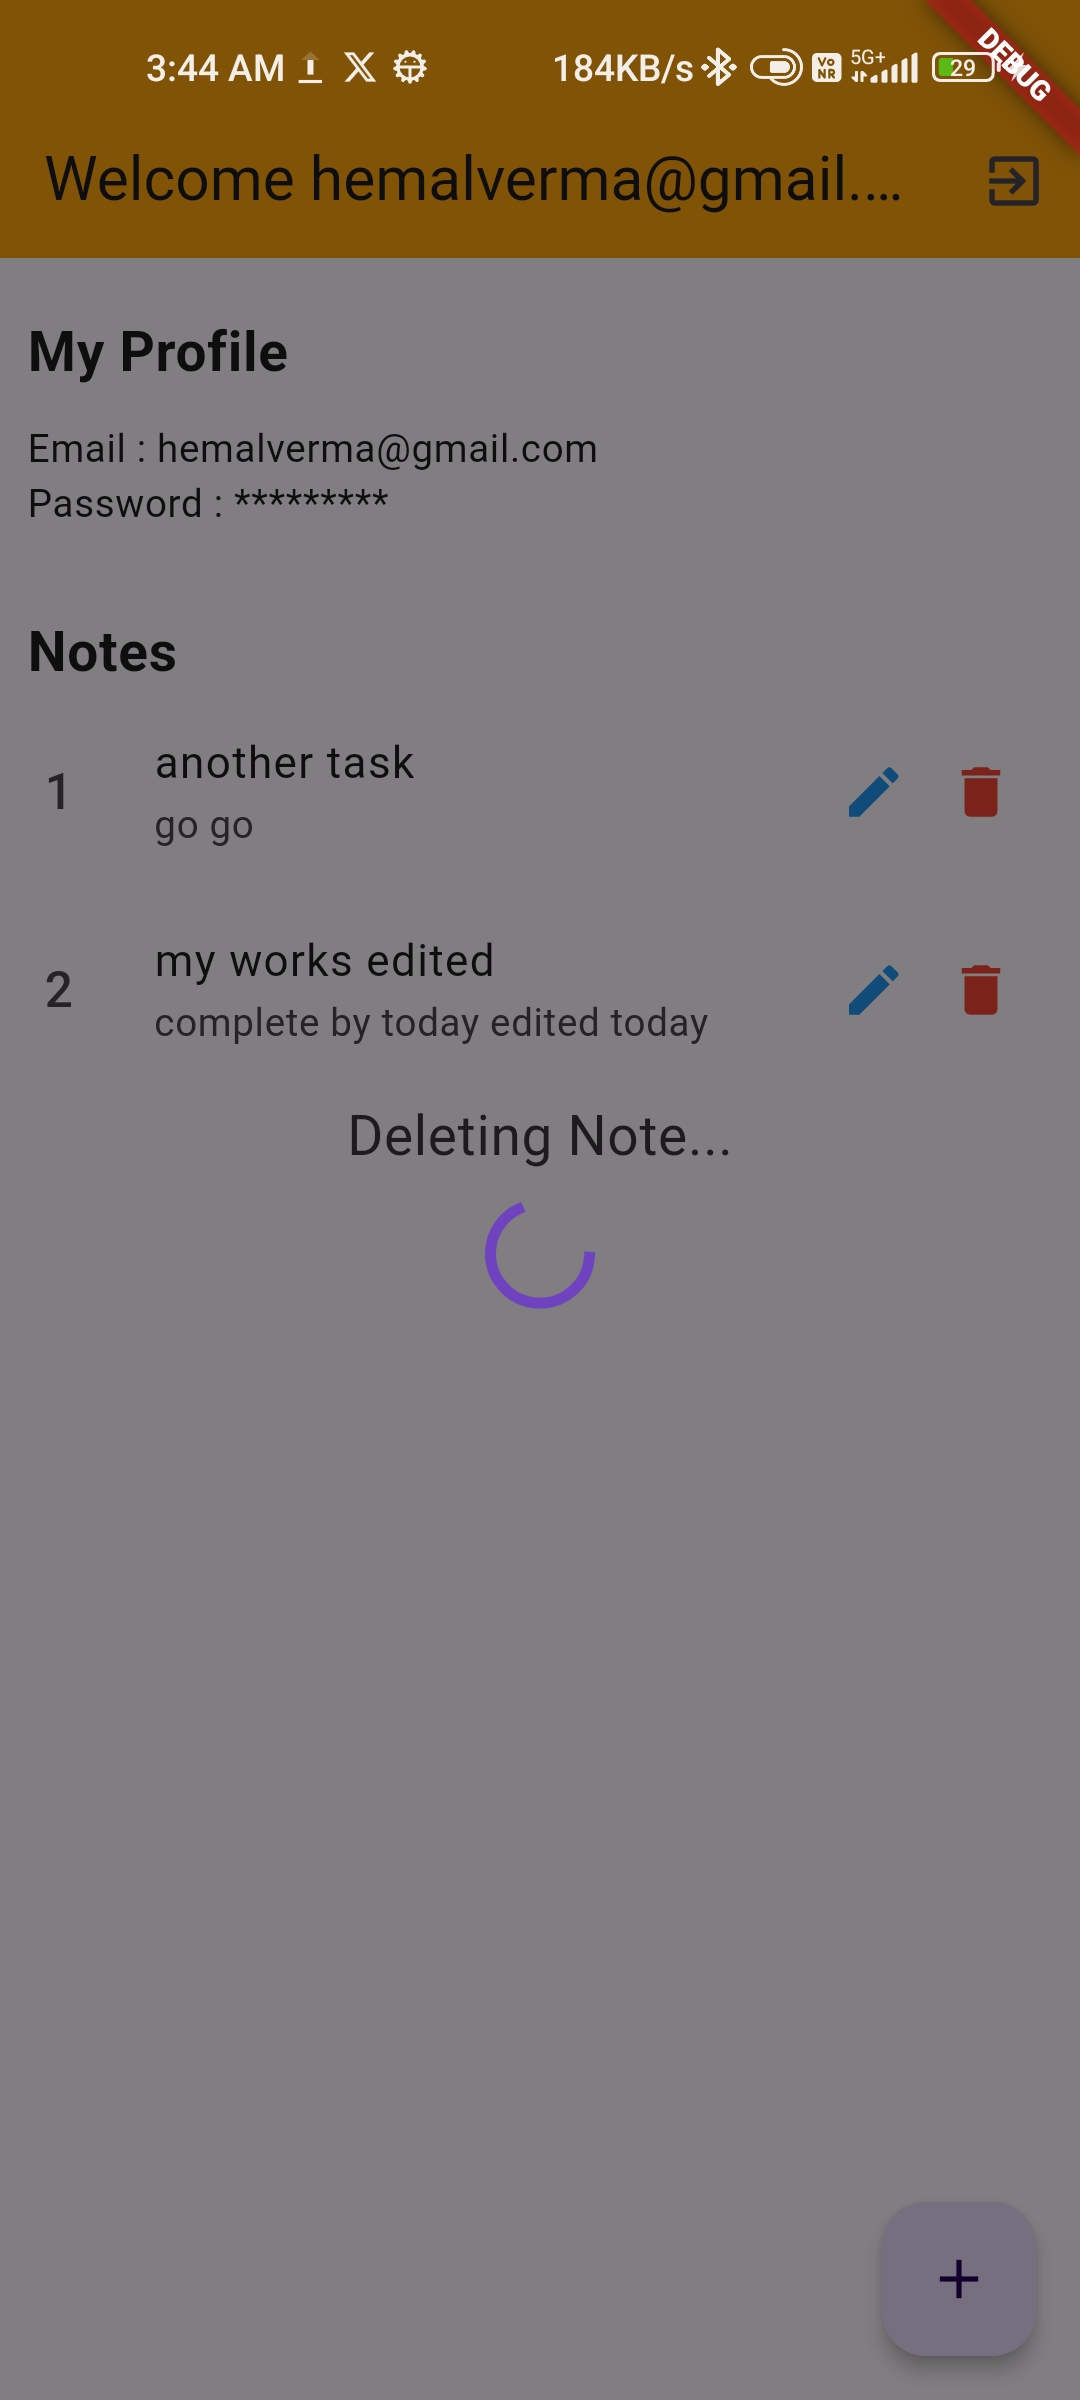 3:44 AM 184KB/s VoNR 5G+ 29
DEBUG
Welcome hemalverma@gmail....
My Profile
Email : hemalverma@gmail.com
Password : *********
Notes
1
another task
go go
2
my works edited
complete by today edited today
Deleting Note...